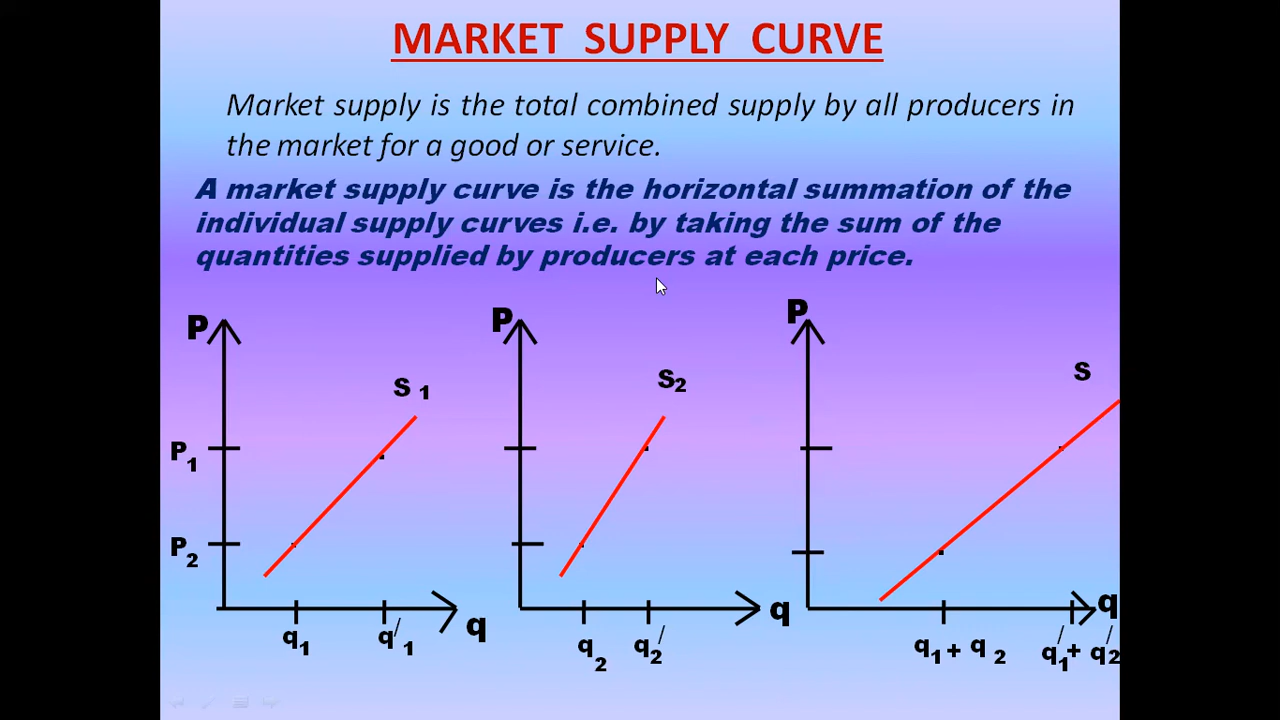 MARKET SUPPLY CURVE
Market supply is the total combined supply by all producers in
the market for a good or service.
A market supply curve is the horizontal summation of the
individual supply curves i.e. by taking the sum of the
quantities supplied by producers at each price.
P
S 1
P1
P2
q1
q/1
q
P
S2
q2
q2/
q
P
S
q1 + q 2
q1/ + q2/
q